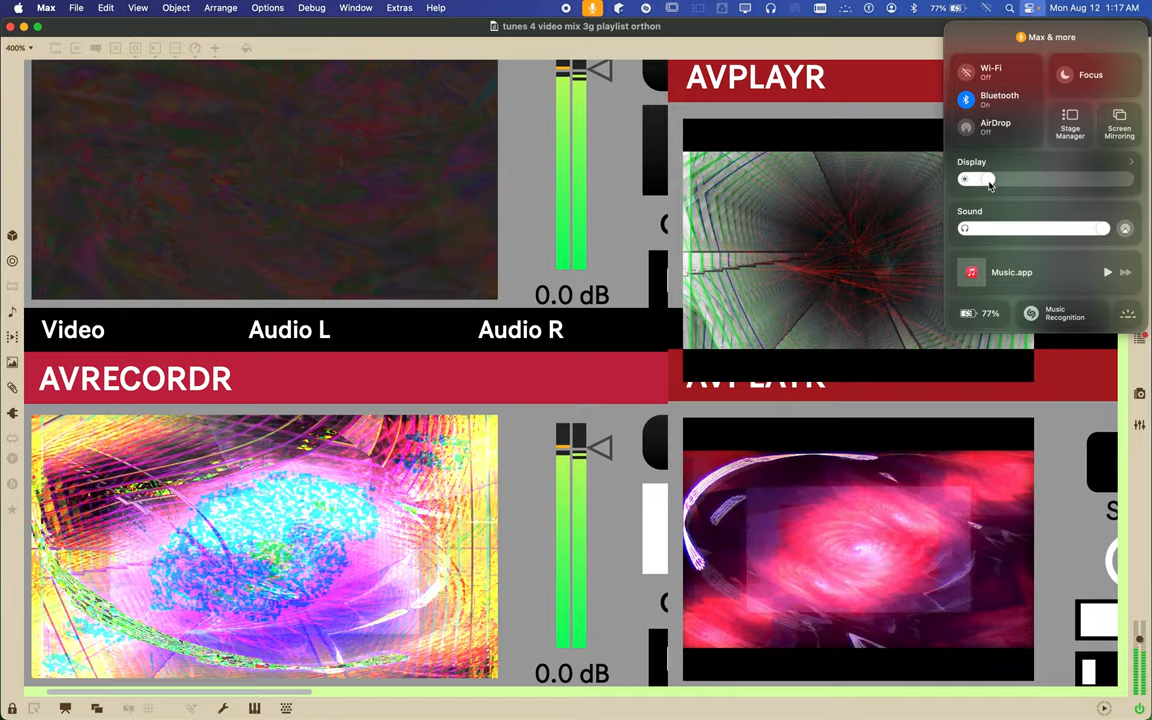 Max File Edit View Object Arrange Options Debug Window Extras Help 77% Mon Aug 12 1:17 AM
tunes 4 video mix 3g playlist orthon
400%
Max & more
Wi-Fi
Off
Bluetooth
On
AirDrop
Off
Focus
Stage
Manager
Screen
Mirroring
Display
Sound
Music.app
77%
Music
Recognition
AVPLAYR
0.0 dB
Video Audio L Audio R
AVRECORDR
AVPLAYR
0.0 dB